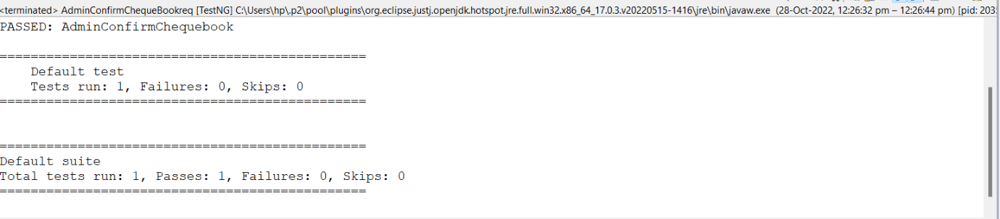 <terminated> AdminConfirmChequeBookreq [TestNG] C:\Users\hp\.p2\pool\plugins\org.eclipse.justj.openjdk.hotspot.jre.full.win32.x86_64_17.0.3.v20220515-1416\jre\bin\javaw.exe (28-Oct-2022, 12:26:32 pm – 12:26:44 pm) [pid:
PASSED: AdminConfirmChequebook
===============================================
Default test
Tests run: 1, Failures: 0, Skips: 0
===============================================
===============================================
Default suite
Total tests run: 1, Passes: 1, Failures: 0, Skips: 0
===============================================